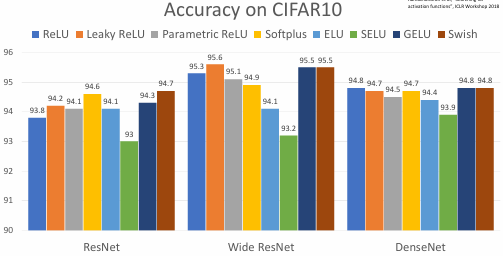 activation functions", ICLR Workshop 2018
Accuracy on CIFAR10
ReLU Leaky ReLU Parametric ReLU Softplus ELU SELU GELU Swish
96
95
94
93
92
91
90
93.8 94.2 94.1 94.6 94.1 93 94.3 94.7
95.3 95.6 95.1 94.9 94.1 93.2 95.5 95.5
94.8 94.7 94.5 94.7 94.4 93.9 94.8 94.8
ResNet Wide ResNet DenseNet